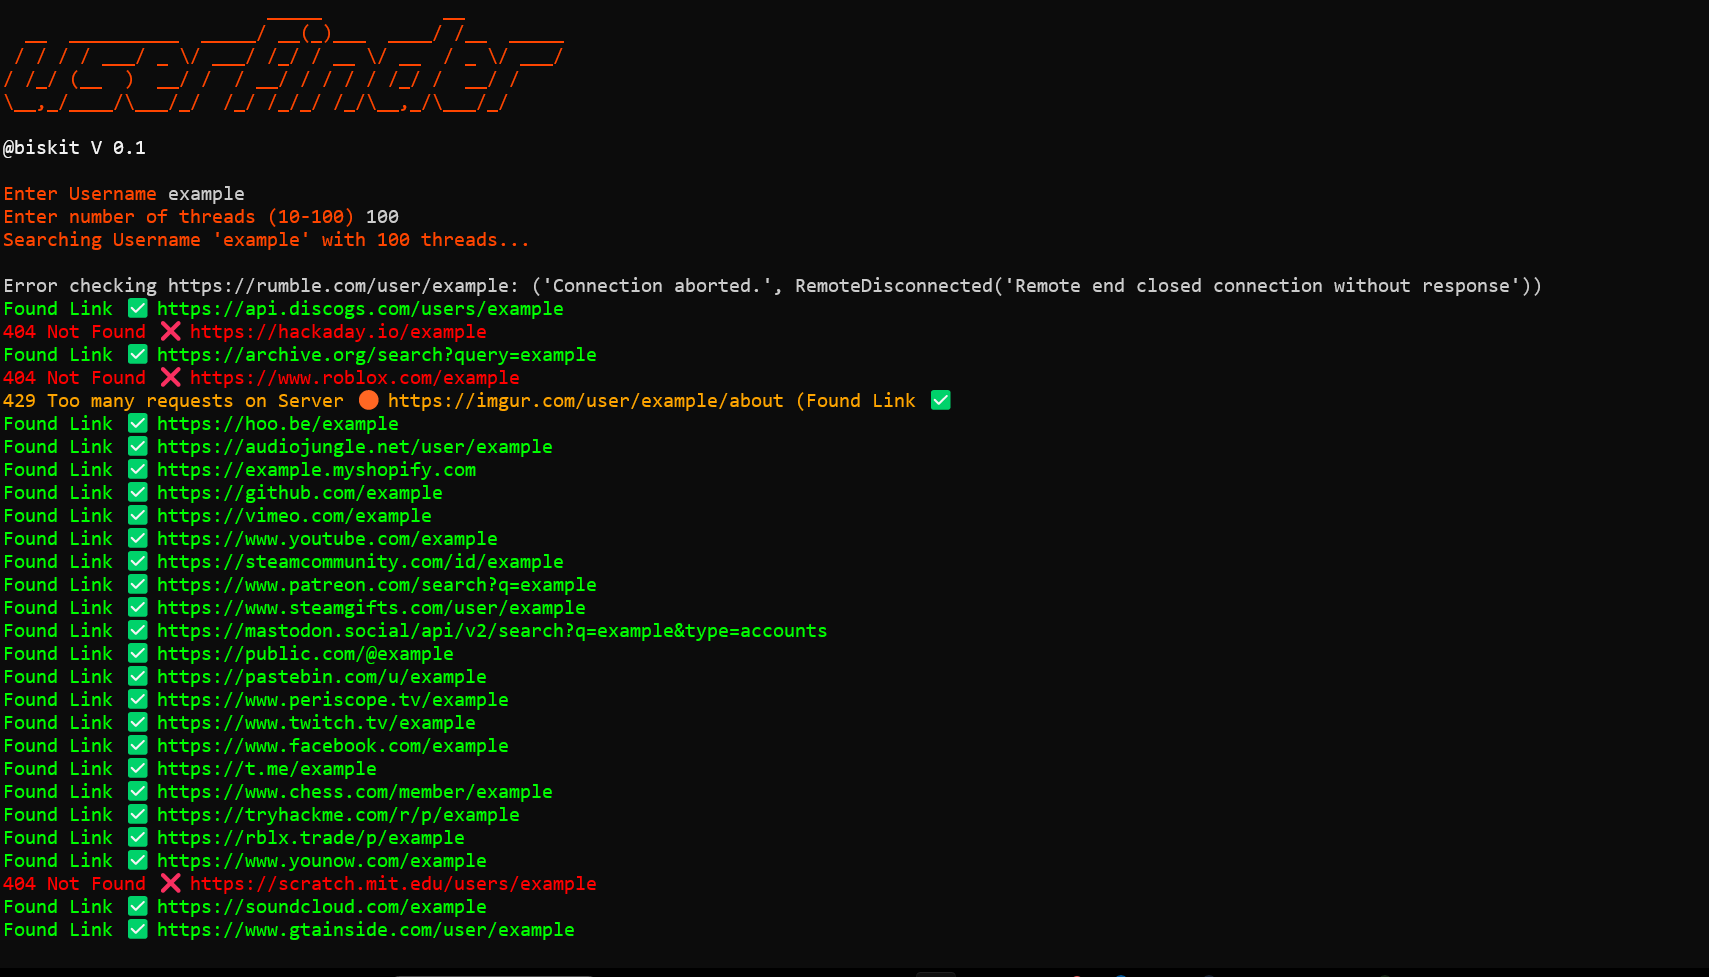 userfinder
@biskit V 0.1
Enter Username example
Enter number of threads (10-100) 100
Searching Username 'example' with 100 threads...
Error checking https://rumble.com/user/example: ('Connection aborted.', RemoteDisconnected('Remote end closed connection without response'))
Found Link ✅ https://api.discogs.com/users/example
404 Not Found ❌ https://hackaday.io/example
Found Link ✅ https://archive.org/search?query=example
404 Not Found ❌ https://www.roblox.com/example
429 Too many requests on Server 🟠 https://imgur.com/user/example/about (Found Link ✅
Found Link ✅ https://hoo.be/example
Found Link ✅ https://audiojungle.net/user/example
Found Link ✅ https://example.myshopify.com
Found Link ✅ https://github.com/example
Found Link ✅ https://vimeo.com/example
Found Link ✅ https://www.youtube.com/example
Found Link ✅ https://steamcommunity.com/id/example
Found Link ✅ https://www.patreon.com/search?q=example
Found Link ✅ https://www.steamgifts.com/user/example
Found Link ✅ https://mastodon.social/api/v2/search?q=example&type=accounts
Found Link ✅ https://public.com/@example
Found Link ✅ https://pastebin.com/u/example
Found Link ✅ https://www.periscope.tv/example
Found Link ✅ https://www.twitch.tv/example
Found Link ✅ https://www.facebook.com/example
Found Link ✅ https://t.me/example
Found Link ✅ https://www.chess.com/member/example
Found Link ✅ https://tryhackme.com/r/p/example
Found Link ✅ https://rblx.trade/p/example
Found Link ✅ https://www.younow.com/example
404 Not Found ❌ https://scratch.mit.edu/users/example
Found Link ✅ https://soundcloud.com/example
Found Link ✅ https://www.gtainside.com/user/example